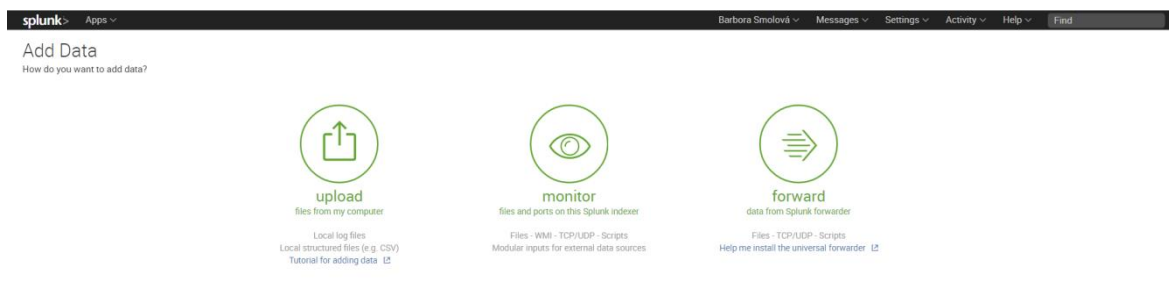 splunk> Apps Barbora Smolová Messages Settings Activity Help Find
Add Data
How do you want to add data?
upload
files from my computer
Local log files
Local structured files (e.g. CSV)
Tutorial for adding data
monitor
files and ports on this Splunk indexer
Files - WMI - TCP/UDP - Scripts
Modular inputs for external data sources
forward
data from Splunk forwarder
Files - TCP/UDP - Scripts
Help me install the universal forwarder